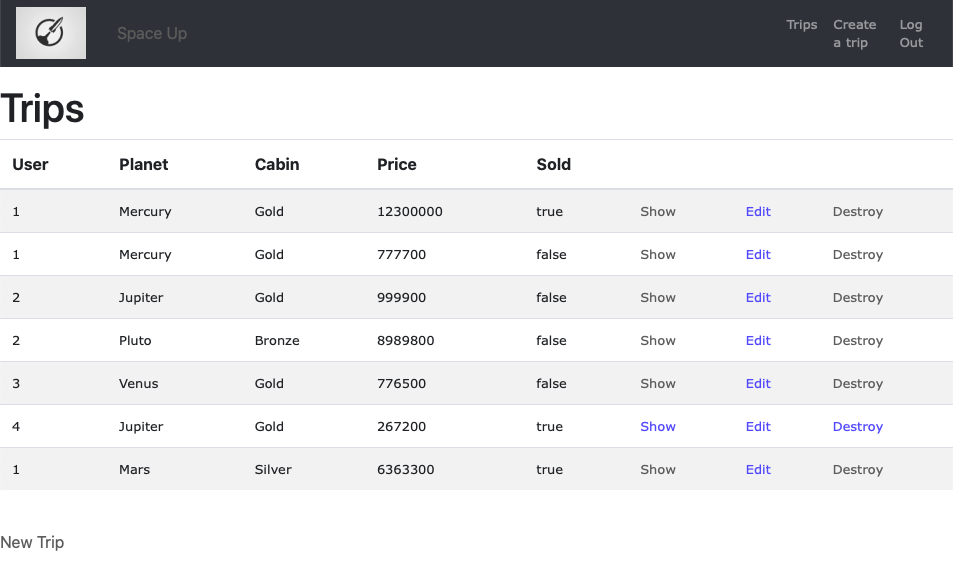 Space Up
Trips Create a trip Log Out
Trips
User Planet Cabin Price Sold
1 Mercury Gold 12300000 true Show Edit Destroy
1 Mercury Gold 777700 false Show Edit Destroy
2 Jupiter Gold 999900 false Show Edit Destroy
2 Pluto Bronze 8989800 false Show Edit Destroy
3 Venus Gold 776500 false Show Edit Destroy
4 Jupiter Gold 267200 true Show Edit Destroy
1 Mars Silver 6363300 true Show Edit Destroy
New Trip